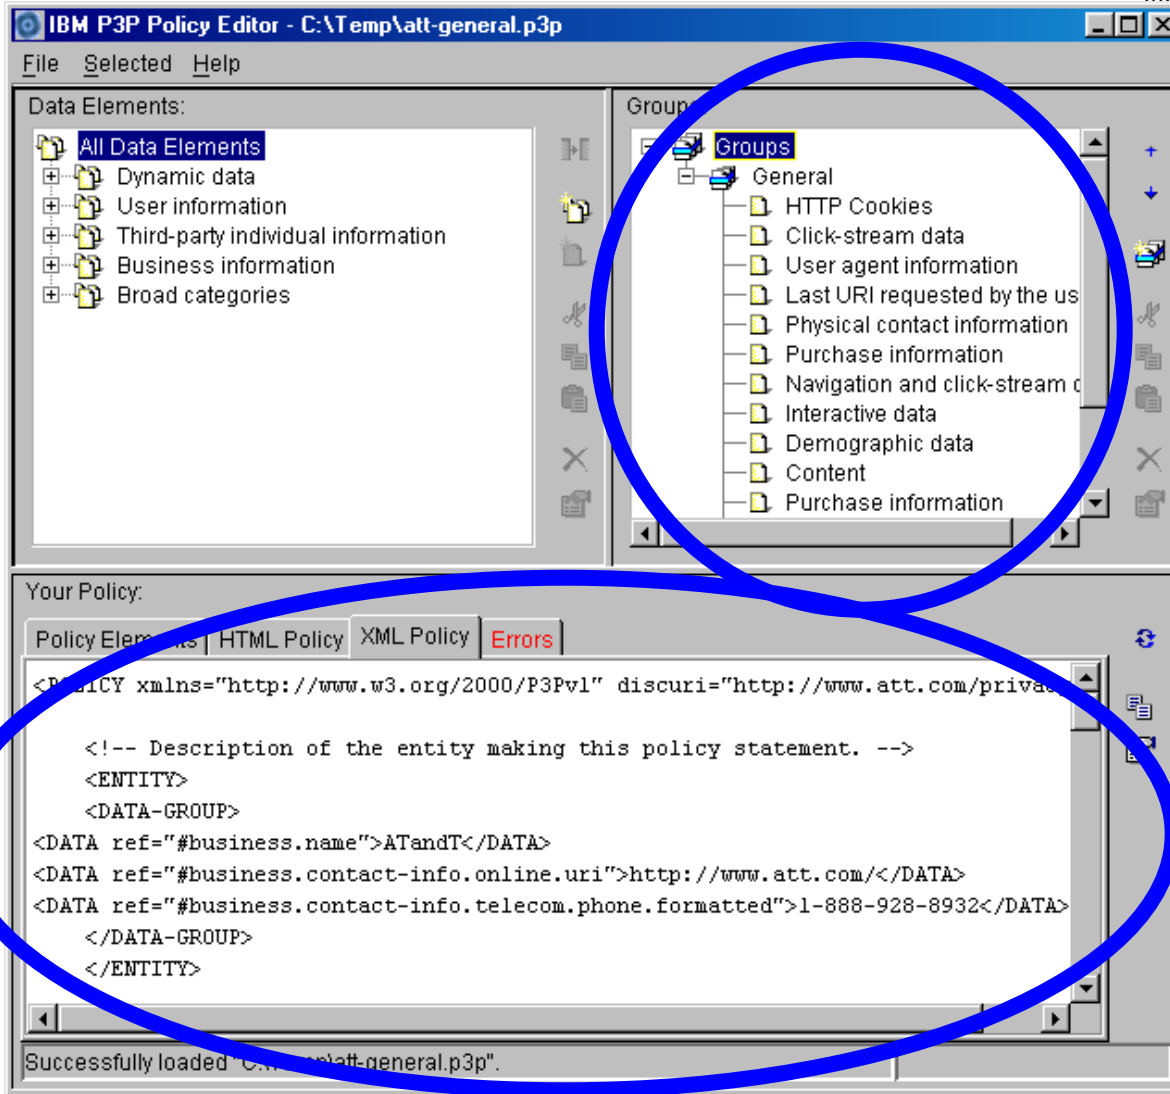 IBM P3P Policy Editor - C:\Temp\att-general.p3p
File Selected Help
Data Elements:
All Data Elements
Dynamic data
User information
Third-party individual information
Business information
Broad categories
Groups
Groups
General
HTTP Cookies
Click-stream data
User agent information
Last URI requested by the us
Physical contact information
Purchase information
Navigation and click-stream
Interactive data
Demographic data
Content
Purchase information
Your Policy:
Policy Elements HTML Policy XML Policy Errors
<POLICY xmlns="http://www.w3.org/2000/P3Pv1" discuri="http://www.att.com/privac
<!-- Description of the entity making this policy statement. -->
<ENTITY>
<DATA-GROUP>
<DATA ref="#business.name">ATandT</DATA>
<DATA ref="#business.contact-info.online.uri">http://www.att.com/</DATA>
<DATA ref="#business.contact-info.telecom.phone.formatted">1-888-928-8932</DATA>
</DATA-GROUP>
</ENTITY>
Successfully loaded "C:\Temp\att-general.p3p".